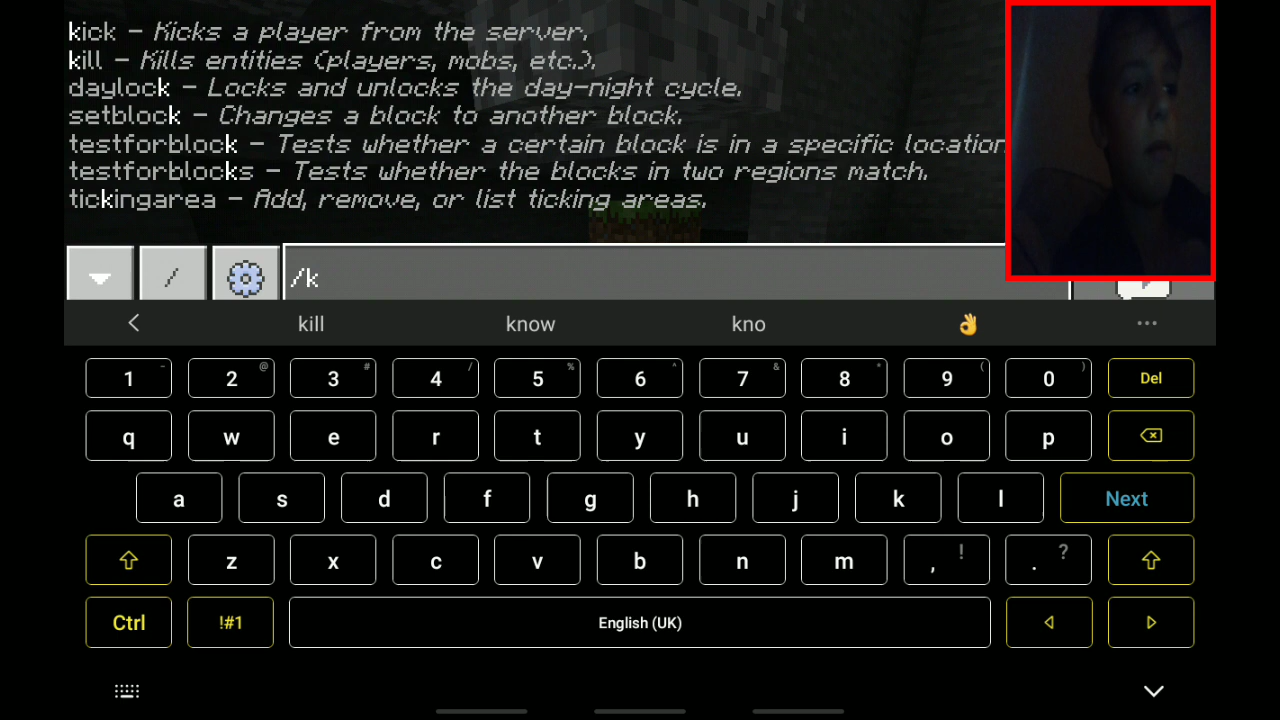 kick – Kicks a player from the server.
kill – Kills entities (players, mobs, etc.).
daylock – Locks and unlocks the day-night cycle.
setblock – Changes a block to another block.
testforblock – Tests whether a certain block is in a specific location
testforblocks – Tests whether the blocks in two regions match.
tickingarea – Add, remove, or list ticking areas.
/ /k
kill know kno 👌 ...
1 - 2 @ 3 # 4 / 5 % 6 ^ 7 & 8 * 9 ( 0 ) Del
q w e r t y u i o p
a s d f g h j k l Next
z x c v b n m , ! . ?
Ctrl !#1 English (UK)